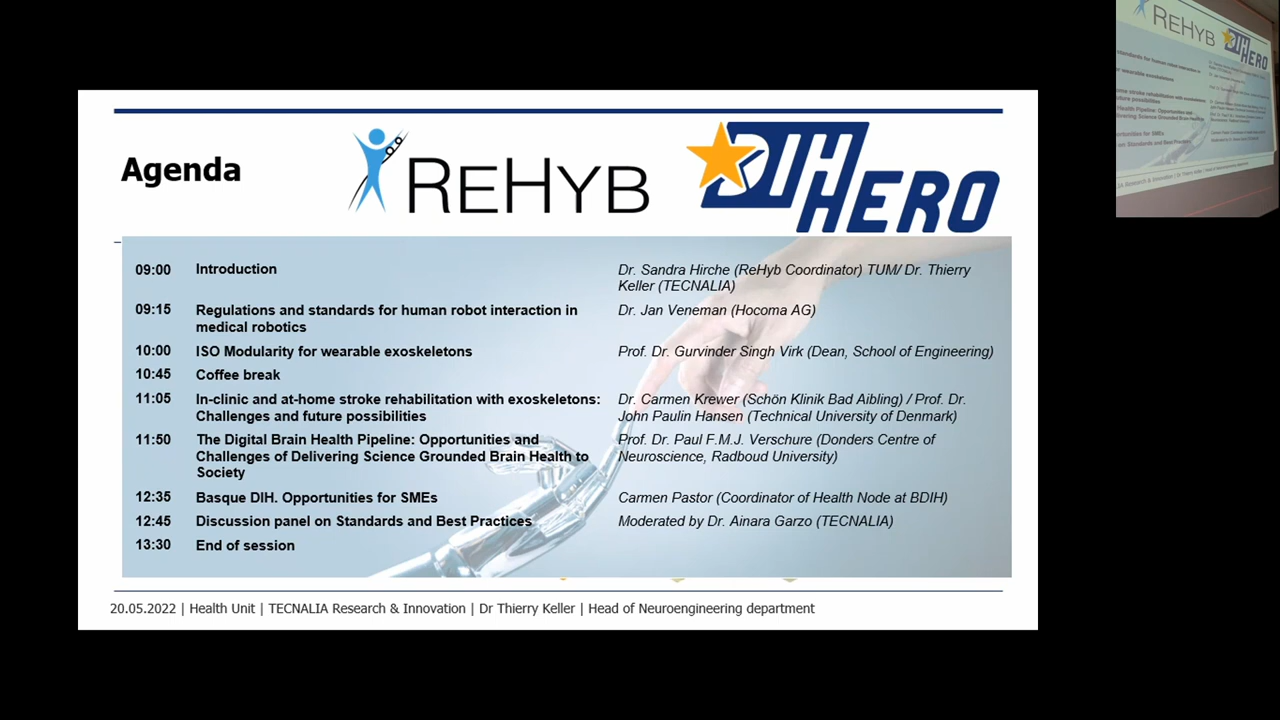 Agenda
REHYB
DIH
HERO
09:00 Introduction Dr. Sandra Hirche (ReHyb Coordinator) TUM/ Dr. Thierry
Keller (TECNALIA)
09:15 Regulations and standards for human robot interaction in Dr. Jan Veneman (Hocoma AG)
medical robotics
10:00 ISO Modularity for wearable exoskeletons Prof. Dr. Gurvinder Singh Virk (Dean, School of Engineering)
10:45 Coffee break
11:05 In-clinic and at-home stroke rehabilitation with exoskeletons: Dr. Carmen Krewer (Schön Klinik Bad Aibling) / Prof. Dr.
Challenges and future possibilities John Paulin Hansen (Technical University of Denmark)
11:50 The Digital Brain Health Pipeline: Opportunities and Prof. Dr. Paul F.M.J. Verschure (Donders Centre of
Challenges of Delivering Science Grounded Brain Health to Neuroscience, Radboud University)
Society
12:35 Basque DIH. Opportunities for SMEs Carmen Pastor (Coordinator of Health Node at BDIH)
12:45 Discussion panel on Standards and Best Practices Moderated by Dr. Ainara Garzo (TECNALIA)
13:30 End of session
20.05.2022 | Health Unit | TECNALIA Research & Innovation | Dr Thierry Keller | Head of Neuroengineering department
REHYB
DIH
HERO